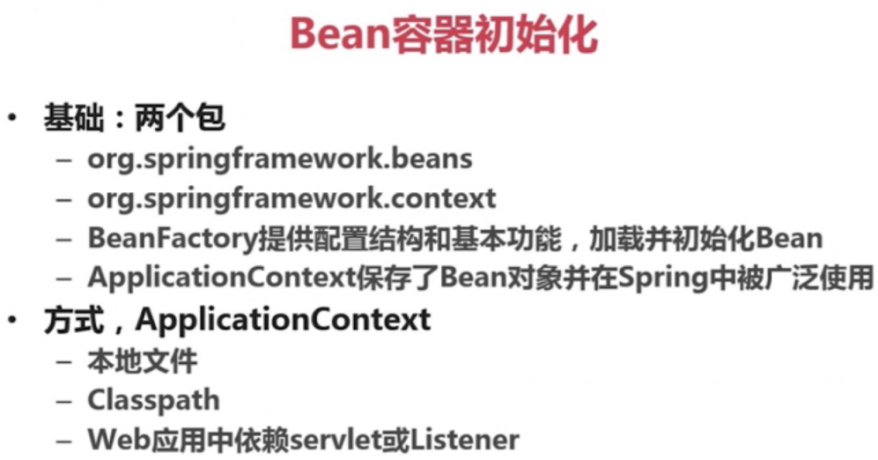 Bean容器初始化
• 基础：两个包
– org.springframework.beans
– org.springframework.context
– BeanFactory提供配置结构和基本功能，加载并初始化Bean
– ApplicationContext保存了Bean对象并在Spring中被广泛使用
• 方式，ApplicationContext
– 本地文件
– Classpath
– Web应用中依赖servlet或Listener